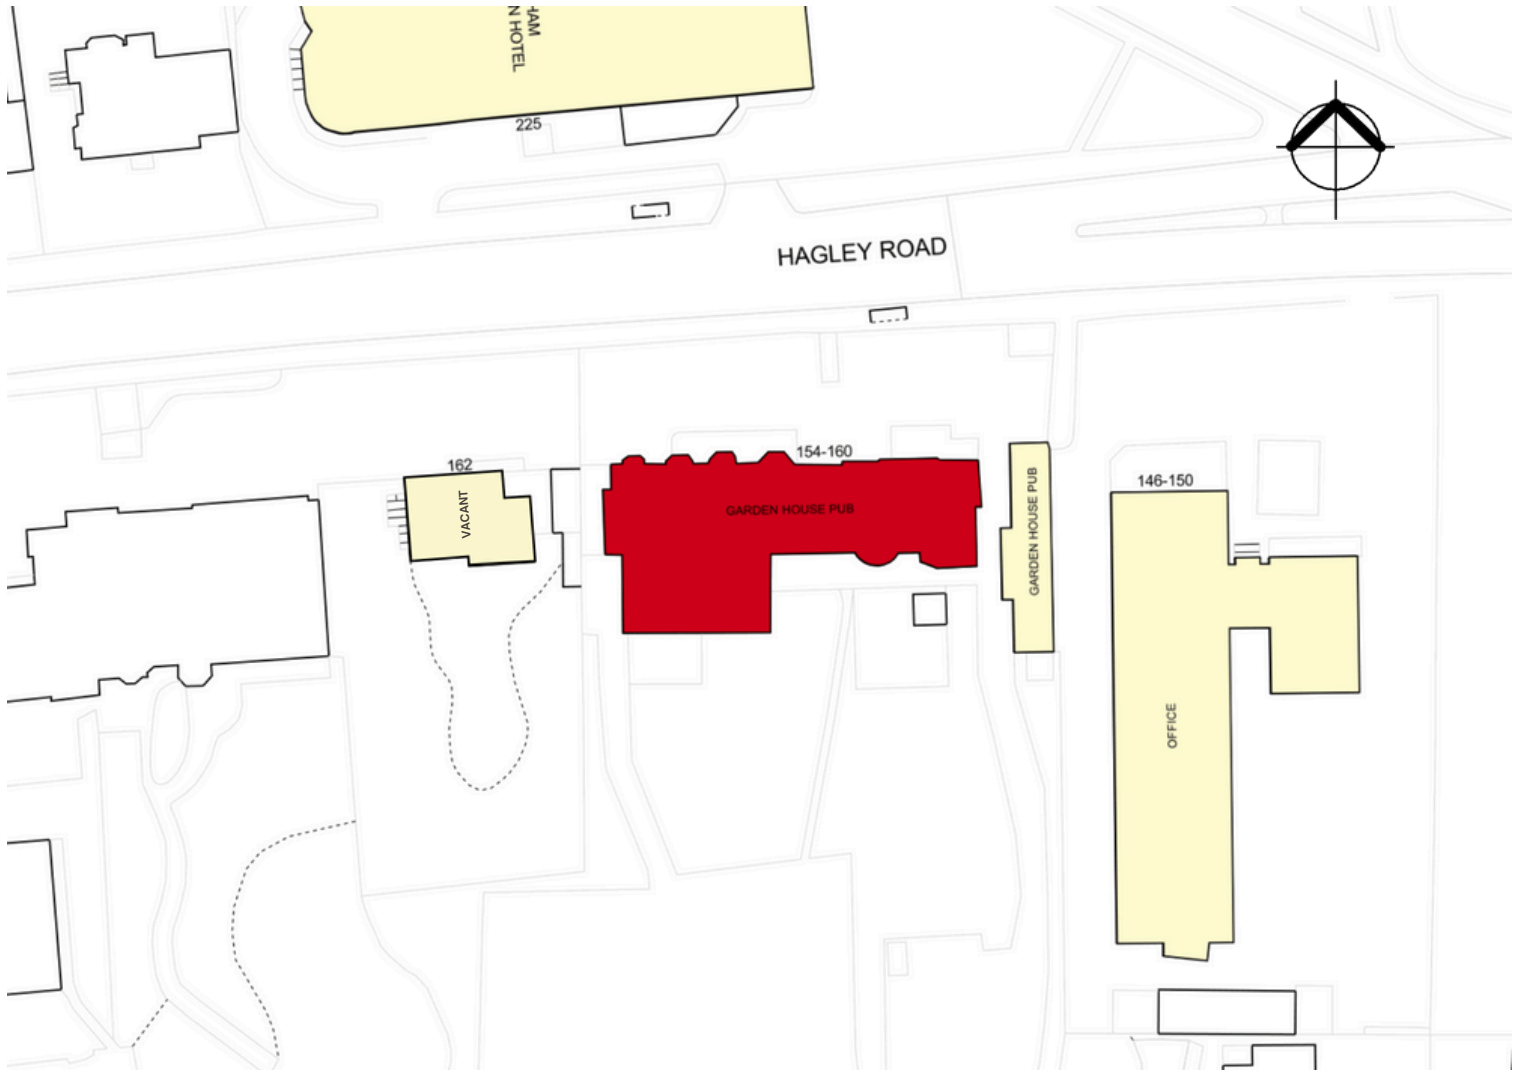 HAM
N HOTEL
225
HAGLEY ROAD
162
VACANT
154-160
GARDEN HOUSE PUB
GARDEN HOUSE PUB
146-150
OFFICE